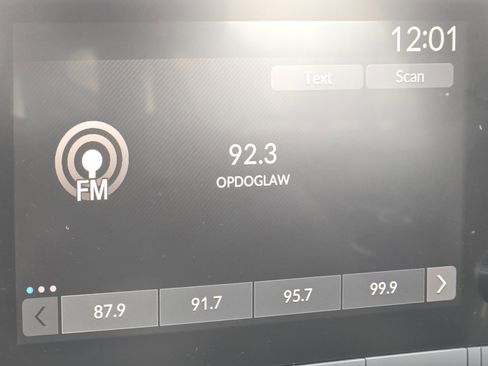 12:01
Text Scan
FM
92.3
OPDOGLAW
87.9 91.7 95.7 99.9